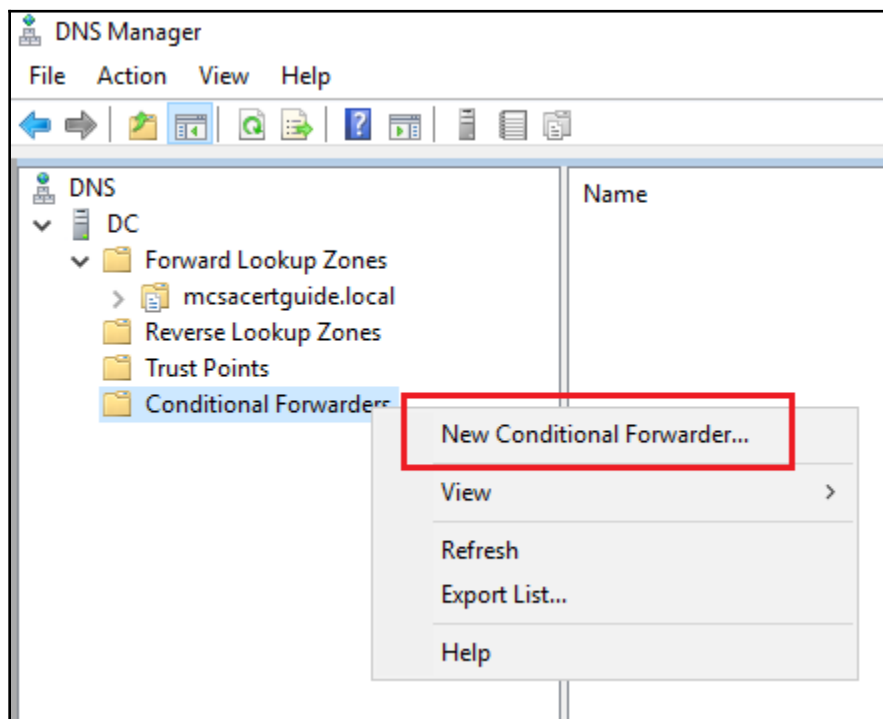 DNS Manager
File Action View Help
DNS
Name
DC
Forward Lookup Zones
mcsacertguide.local
Reverse Lookup Zones
Trust Points
Conditional Forwarders
New Conditional Forwarder...
View
Refresh
Export List...
Help